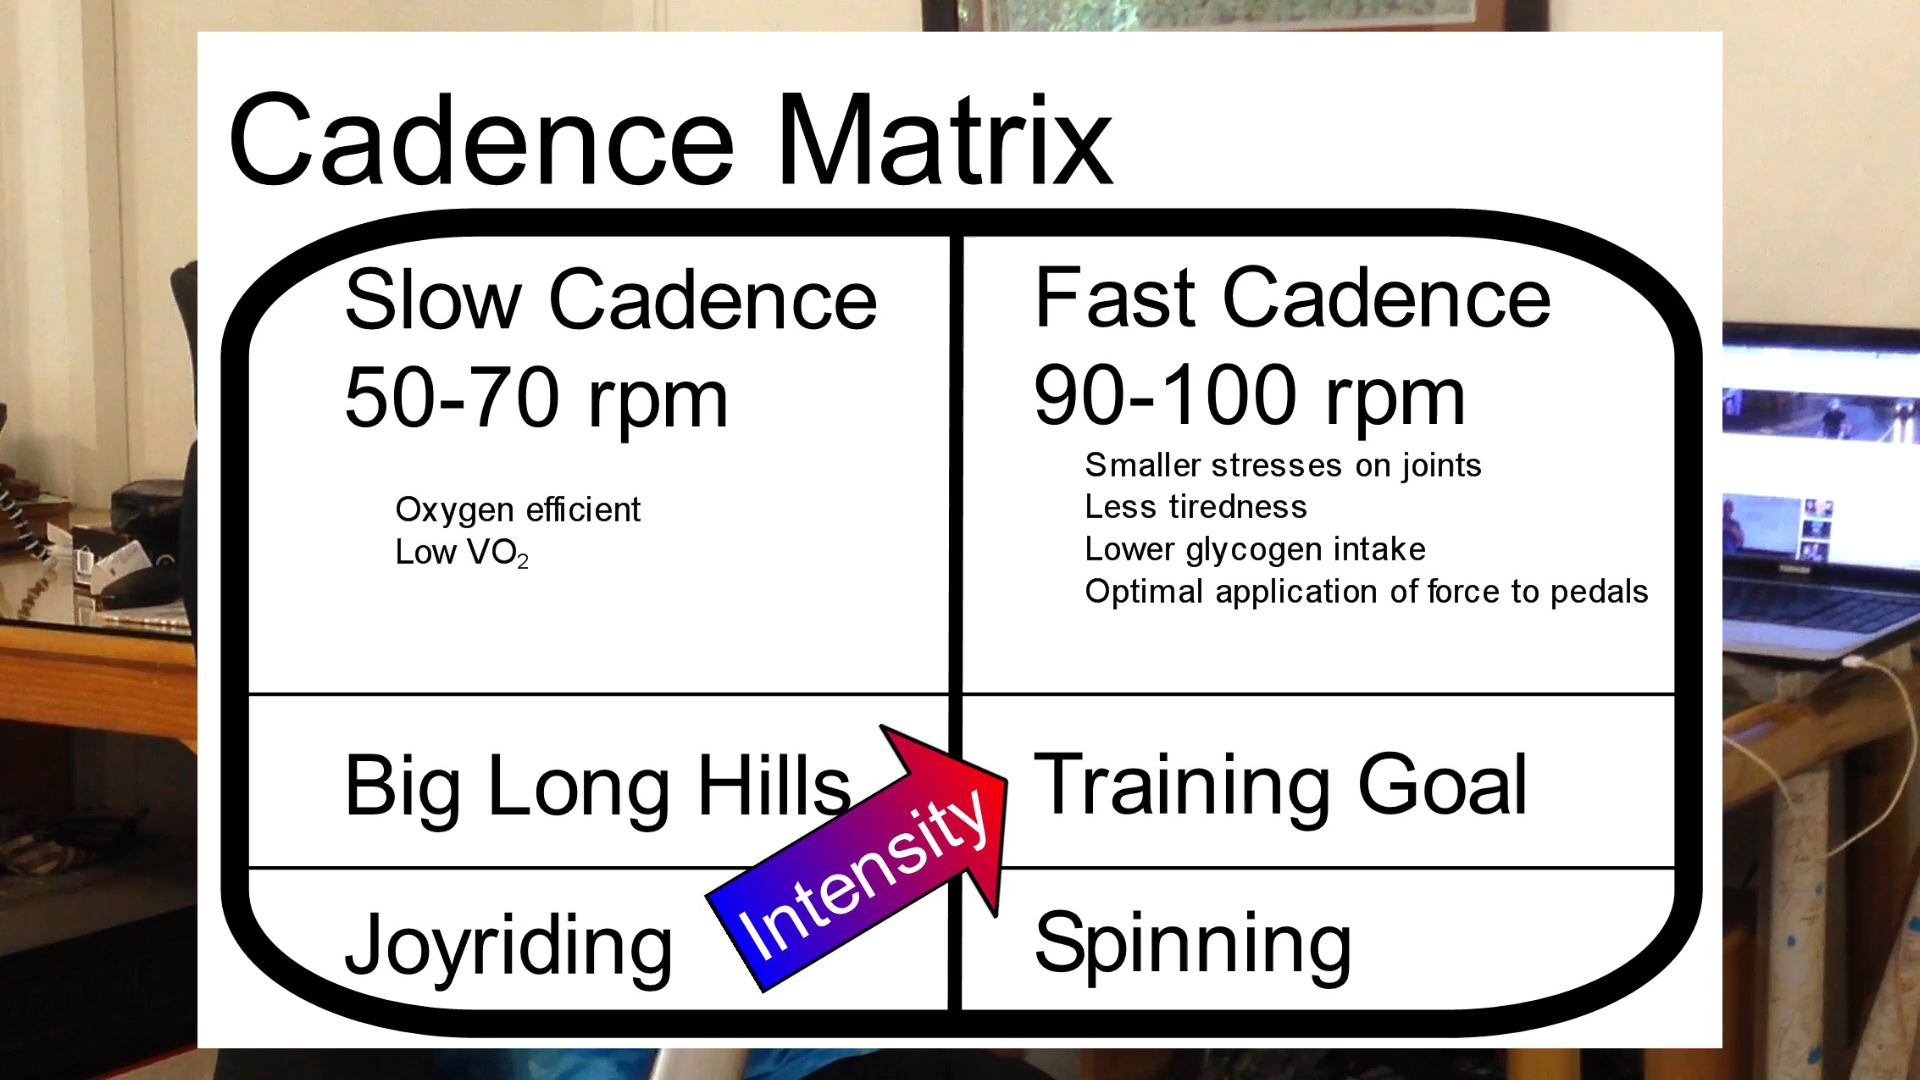 Cadence Matrix
Slow Cadence
50-70 rpm
Oxygen efficient
Low VO₂
Fast Cadence
90-100 rpm
Smaller stresses on joints
Less tiredness
Lower glycogen intake
Optimal application of force to pedals
Big Long Hills
Training Goal
Intensity
Joyriding
Spinning